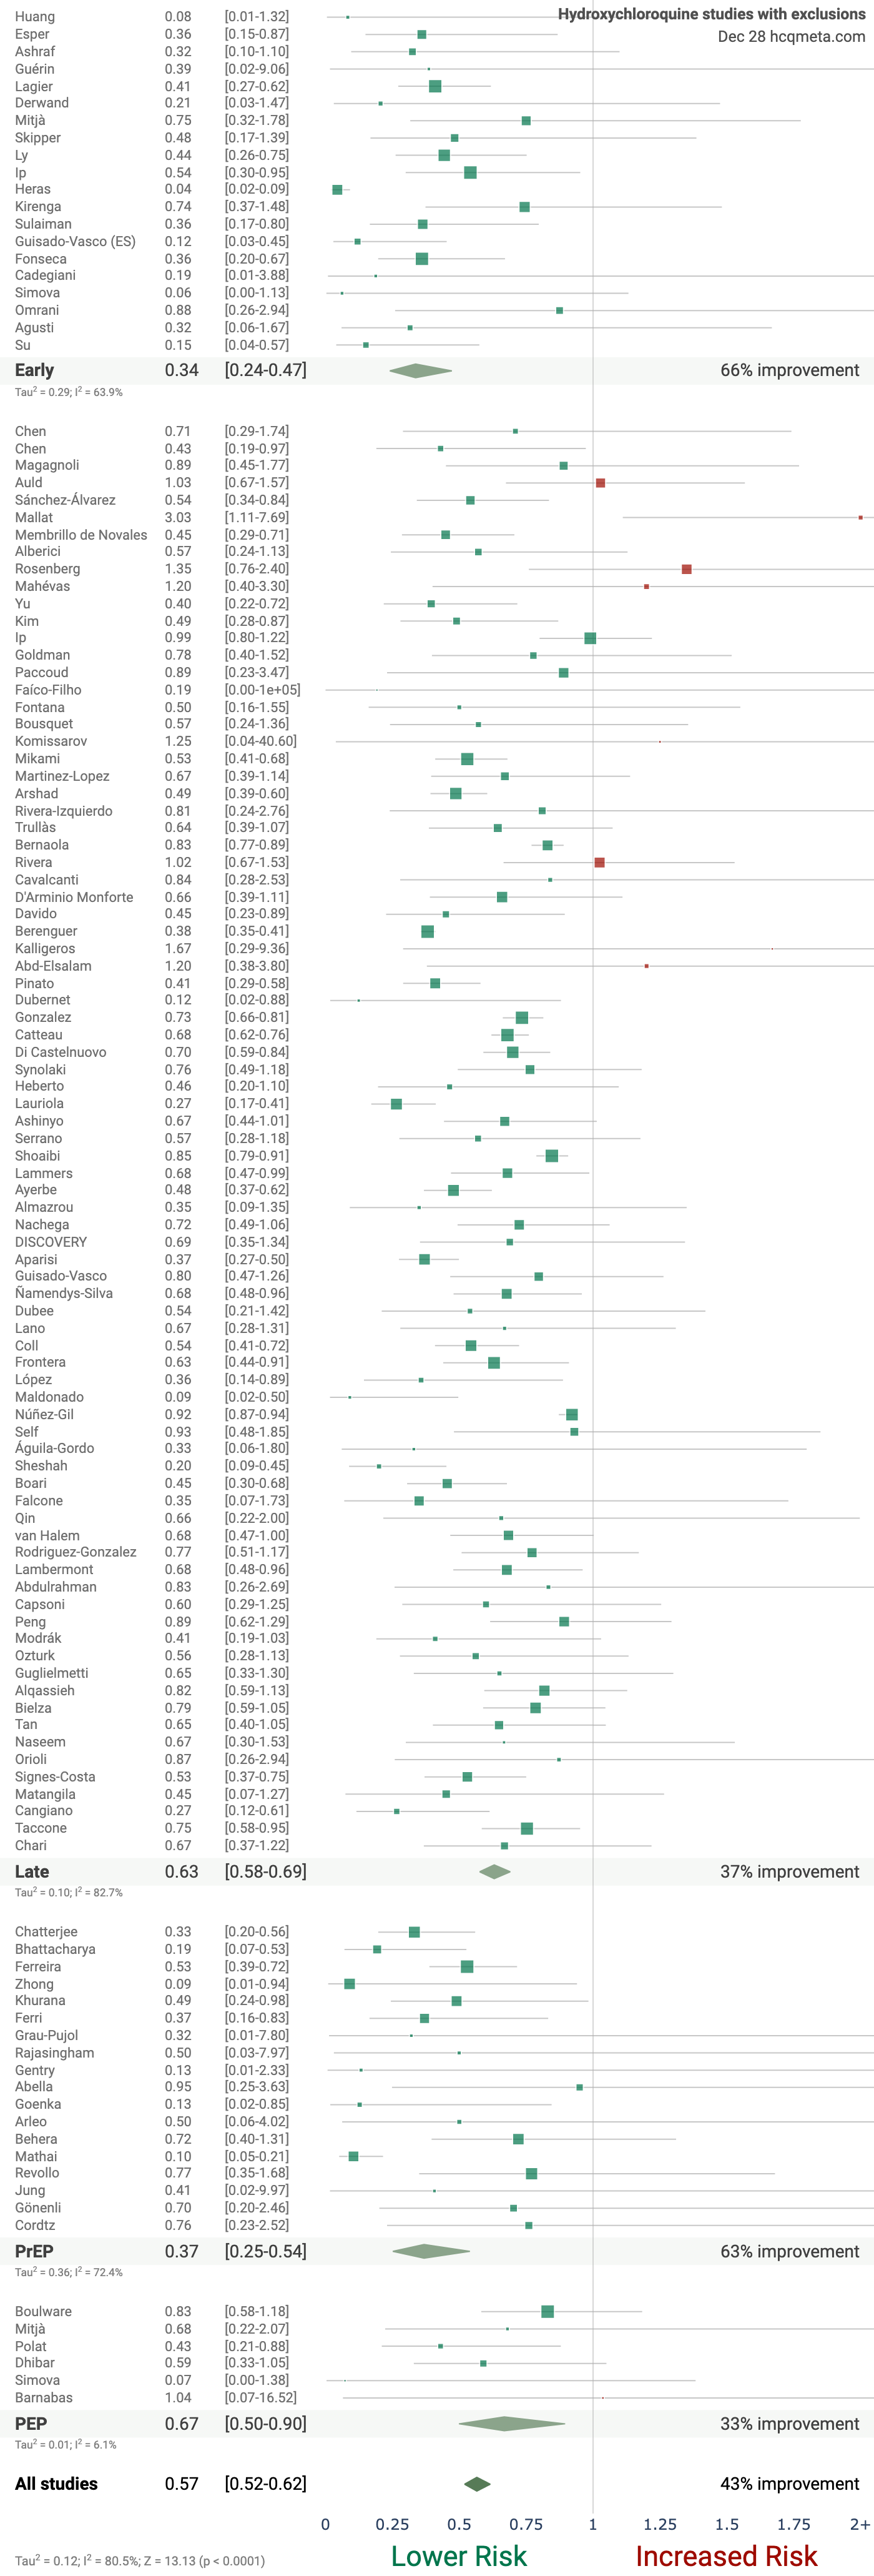 Hydroxychloroquine studies with exclusions
Dec 28 hcqmeta.com
Huang 0.08 [0.01-1.32]
Esper 0.36 [0.15-0.87]
Ashraf 0.32 [0.10-1.10]
Guérin 0.39 [0.02-9.06]
Lagier 0.41 [0.27-0.62]
Derwand 0.21 [0.03-1.47]
Mitjà 0.75 [0.32-1.78]
Skipper 0.48 [0.17-1.39]
Ly 0.44 [0.26-0.75]
Ip 0.54 [0.30-0.95]
Heras 0.04 [0.02-0.09]
Kirenga 0.74 [0.37-1.48]
Sulaiman 0.36 [0.17-0.80]
Guisado-Vasco (ES) 0.12 [0.03-0.45]
Fonseca 0.36 [0.20-0.67]
Cadegiani 0.19 [0.01-3.88]
Simova 0.06 [0.00-1.13]
Omrani 0.88 [0.26-2.94]
Agusti 0.32 [0.06-1.67]
Su 0.15 [0.04-0.57]
Early 0.34 [0.24-0.47] 66% improvement
Tau² = 0.29; I² = 63.9%
Chen 0.71 [0.29-1.74]
Chen 0.43 [0.19-0.97]
Magagnoli 0.89 [0.45-1.77]
Auld 1.03 [0.67-1.57]
Sánchez-Álvarez 0.54 [0.34-0.84]
Mallat 3.03 [1.11-7.69]
Membrillo de Novales 0.45 [0.29-0.71]
Alberici 0.57 [0.24-1.13]
Rosenberg 1.35 [0.76-2.40]
Mahévas 1.20 [0.40-3.30]
Yu 0.40 [0.22-0.72]
Kim 0.49 [0.28-0.87]
Ip 0.99 [0.80-1.22]
Goldman 0.78 [0.40-1.52]
Paccoud 0.89 [0.23-3.47]
Faíco-Filho 0.19 [0.00-1e+05]
Fontana 0.50 [0.16-1.55]
Bousquet 0.57 [0.24-1.36]
Komissarov 1.25 [0.04-40.60]
Mikami 0.53 [0.41-0.68]
Martinez-Lopez 0.67 [0.39-1.14]
Arshad 0.49 [0.39-0.60]
Rivera-Izquierdo 0.81 [0.24-2.76]
Trullàs 0.64 [0.39-1.07]
Bernaola 0.83 [0.77-0.89]
Rivera 1.02 [0.67-1.53]
Cavalcanti 0.84 [0.28-2.53]
D'Arminio Monforte 0.66 [0.39-1.11]
Davido 0.45 [0.23-0.89]
Berenguer 0.38 [0.35-0.41]
Kalligeros 1.67 [0.29-9.36]
Abd-Elsalam 1.20 [0.38-3.80]
Pinato 0.41 [0.29-0.58]
Dubernet 0.12 [0.02-0.88]
Gonzalez 0.73 [0.66-0.81]
Catteau 0.68 [0.62-0.76]
Di Castelnuovo 0.70 [0.59-0.84]
Synolaki 0.76 [0.49-1.18]
Heberto 0.46 [0.20-1.10]
Lauriola 0.27 [0.17-0.41]
Ashinyo 0.67 [0.44-1.01]
Serrano 0.57 [0.28-1.18]
Shoaibi 0.85 [0.79-0.91]
Lammers 0.68 [0.47-0.99]
Ayerbe 0.48 [0.37-0.62]
Almazrou 0.35 [0.09-1.35]
Nachega 0.72 [0.49-1.06]
DISCOVERY 0.69 [0.35-1.34]
Aparisi 0.37 [0.27-0.50]
Guisado-Vasco 0.80 [0.47-1.26]
Ñamendys-Silva 0.68 [0.48-0.96]
Dubee 0.54 [0.21-1.42]
Lano 0.67 [0.28-1.31]
Coll 0.54 [0.41-0.72]
Frontera 0.63 [0.44-0.91]
López 0.36 [0.14-0.89]
Maldonado 0.09 [0.02-0.50]
Núñez-Gil 0.92 [0.87-0.94]
Self 0.93 [0.48-1.85]
Águila-Gordo 0.33 [0.06-1.80]
Sheshah 0.20 [0.09-0.45]
Boari 0.45 [0.30-0.68]
Falcone 0.35 [0.07-1.73]
Qin 0.66 [0.22-2.00]
van Halem 0.68 [0.47-1.00]
Rodriguez-Gonzalez 0.77 [0.51-1.17]
Lambermont 0.68 [0.48-0.96]
Abdulrahman 0.83 [0.26-2.69]
Capsoni 0.60 [0.29-1.25]
Peng 0.89 [0.62-1.29]
Modrák 0.41 [0.19-1.03]
Ozturk 0.56 [0.28-1.13]
Guglielmetti 0.65 [0.33-1.30]
Alqassieh 0.82 [0.59-1.13]
Bielza 0.79 [0.59-1.05]
Tan 0.65 [0.40-1.05]
Naseem 0.67 [0.30-1.53]
Orioli 0.87 [0.26-2.94]
Signes-Costa 0.53 [0.37-0.75]
Matangila 0.45 [0.07-1.27]
Cangiano 0.27 [0.12-0.61]
Taccone 0.75 [0.58-0.95]
Chari 0.67 [0.37-1.22]
Late 0.63 [0.58-0.69] 37% improvement
Tau² = 0.10; I² = 82.7%
Chatterjee 0.33 [0.20-0.56]
Bhattacharya 0.19 [0.07-0.53]
Ferreira 0.53 [0.39-0.72]
Zhong 0.09 [0.01-0.94]
Khurana 0.49 [0.24-0.98]
Ferri 0.37 [0.16-0.83]
Grau-Pujol 0.32 [0.01-7.80]
Rajasingham 0.50 [0.03-7.97]
Gentry 0.13 [0.01-2.33]
Abella 0.95 [0.25-3.63]
Goenka 0.13 [0.02-0.85]
Arleo 0.50 [0.06-4.02]
Behera 0.72 [0.40-1.31]
Mathai 0.10 [0.05-0.21]
Revollo 0.77 [0.35-1.68]
Jung 0.41 [0.02-9.97]
Gönenli 0.70 [0.20-2.46]
Cordtz 0.76 [0.23-2.52]
PrEP 0.37 [0.25-0.54] 63% improvement
Tau² = 0.36; I² = 72.4%
Boulware 0.83 [0.58-1.18]
Mitjà 0.68 [0.22-2.07]
Polat 0.43 [0.21-0.88]
Dhibar 0.59 [0.33-1.05]
Simova 0.07 [0.00-1.38]
Barnabas 1.04 [0.07-16.52]
PEP 0.67 [0.50-0.90] 33% improvement
Tau² = 0.01; I² = 6.1%
All studies 0.57 [0.52-0.62] 43% improvement
0 0.25 0.5 0.75 1 1.25 1.5 1.75 2+
Tau² = 0.12; I² = 80.5%; Z = 13.13 (p < 0.0001) Lower Risk Increased Risk